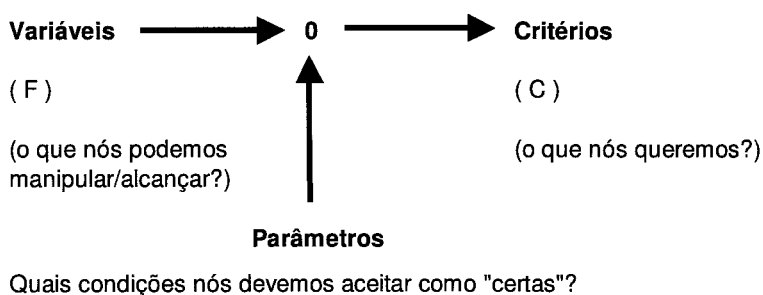 Variáveis 0 Critérios
( F ) ( C )
(o que nós podemos (o que nós queremos?)
manipular/alcançar?)
Parâmetros
Quais condições nós devemos aceitar como "certas"?